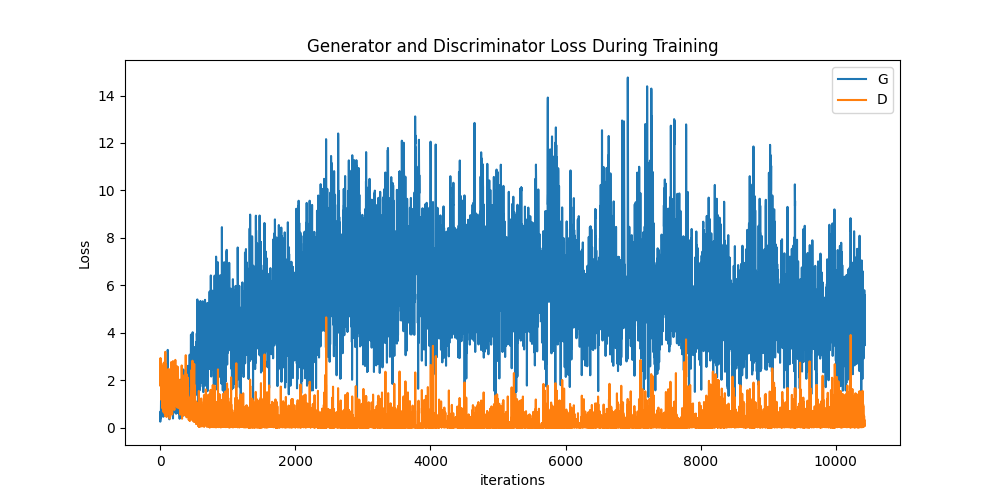 Generator and Discriminator Loss During Training
G
D
14
12
10
8
6
4
2
0
Loss
0 2000 4000 6000 8000 10000
iterations